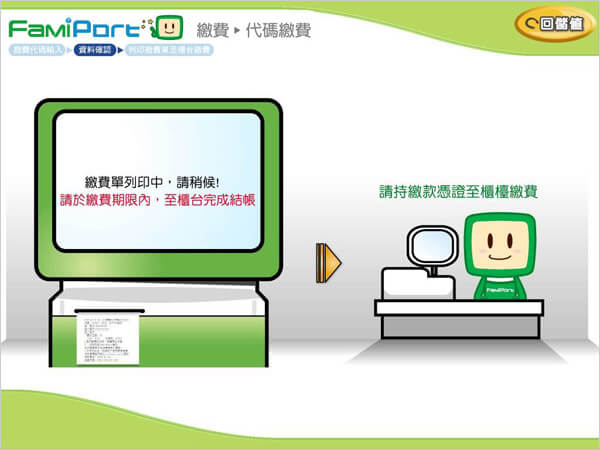 FamiPort
繳費▶代碼繳費
回儲值
繳費代碼輸入
資料確認
列印繳費單至櫃台繳費
繳費單列印中，請稍候!
請於繳費期限內，至櫃台完成結帳
請持繳款憑證至櫃檯繳費
FamiPort